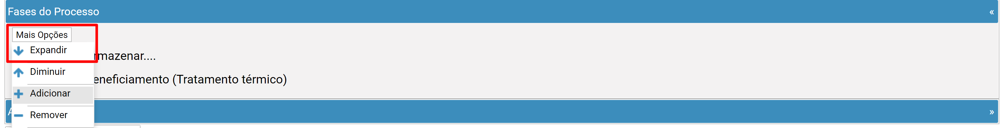 Fases do Processo «
Mais Opções
Expandir
rmazenar....
Diminuir
eneficiamento (Tratamento térmico)
Adicionar
»
Remover